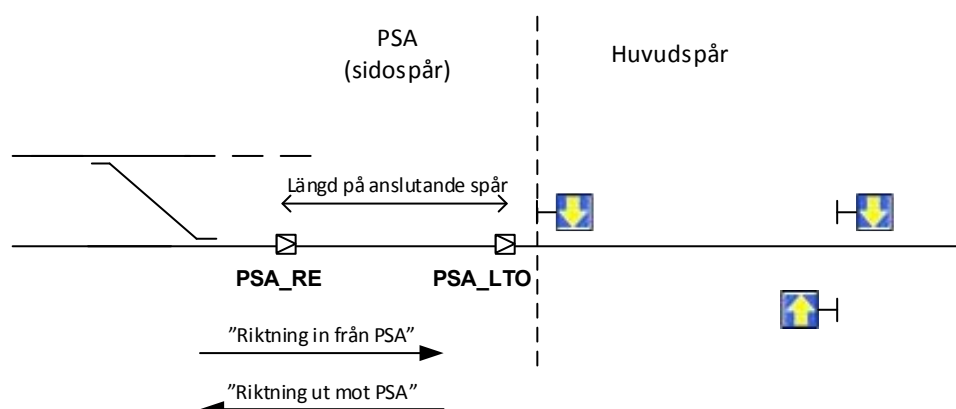 PSA
(sidospår)
Huvudspår
Längd på anslutande spår
PSA_RE
PSA_LTO
”Riktning in från PSA”
”Riktning ut mot PSA”